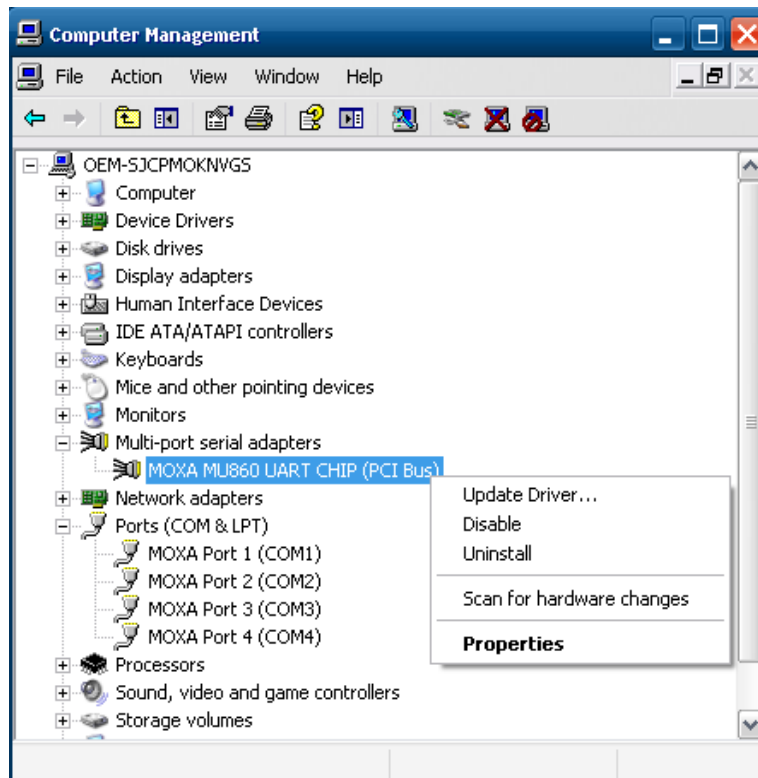 Computer Management
File Action View Window Help
OEM-SJCPMOKNVGS
Computer
Device Drivers
Disk drives
Display adapters
Human Interface Devices
IDE ATA/ATAPI controllers
Keyboards
Mice and other pointing devices
Monitors
Multi-port serial adapters
MOXA MU860 UART CHIP (PCI Bus)
Network adapters
Ports (COM & LPT)
MOXA Port 1 (COM1)
MOXA Port 2 (COM2)
MOXA Port 3 (COM3)
MOXA Port 4 (COM4)
Processors
Sound, video and game controllers
Storage volumes
Update Driver...
Disable
Uninstall
Scan for hardware changes
Properties